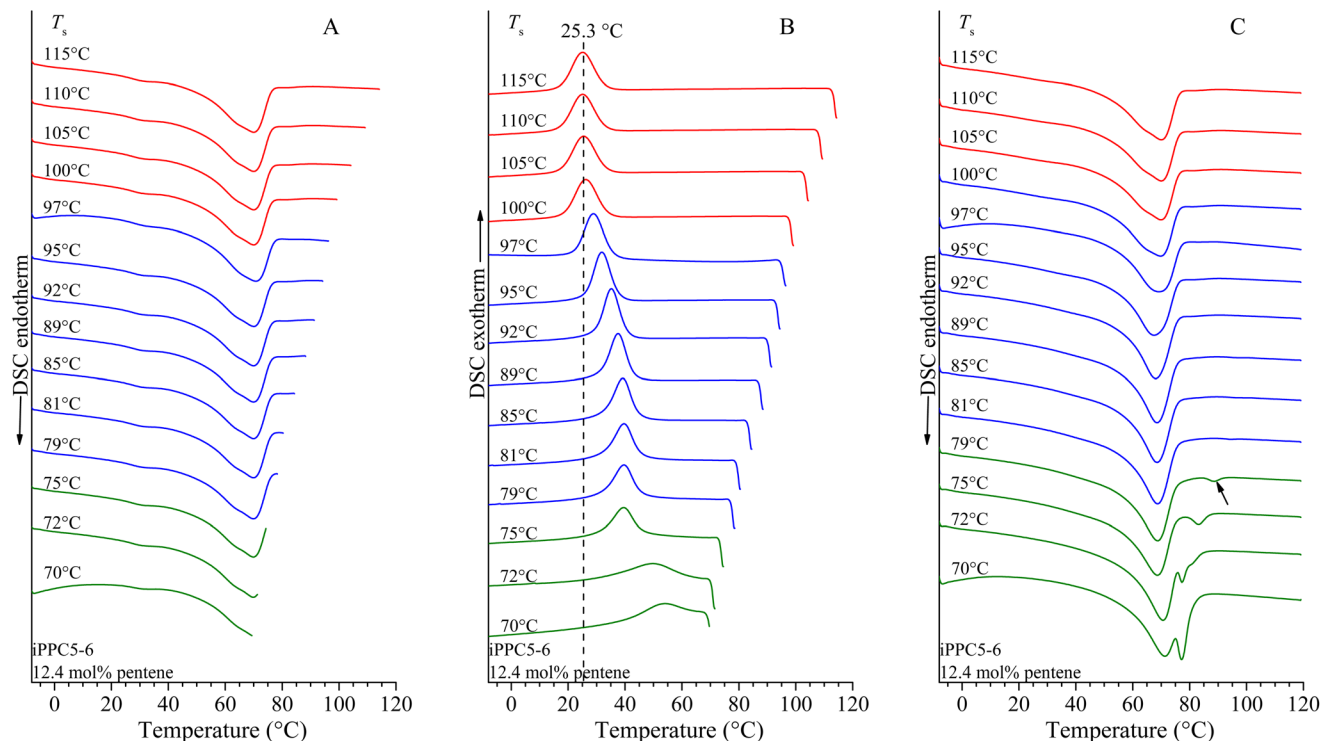 T_s
A
115°C
110°C
105°C
100°C
97°C
95°C
92°C
89°C
85°C
81°C
79°C
75°C
72°C
70°C
DSC endotherm
iPPC5-6
12.4 mol% pentene
0 20 40 60 80 100 120
Temperature (°C)
T_s
25.3 °C
B
115°C
110°C
105°C
100°C
97°C
95°C
92°C
89°C
85°C
81°C
79°C
75°C
72°C
70°C
DSC exotherm
iPPC5-6
12.4 mol% pentene
0 20 40 60 80 100 120
Temperature (°C)
T_s
C
115°C
110°C
105°C
100°C
97°C
95°C
92°C
89°C
85°C
81°C
79°C
75°C
72°C
70°C
DSC endotherm
iPPC5-6
12.4 mol% pentene
0 20 40 60 80 100 120
Temperature (°C)